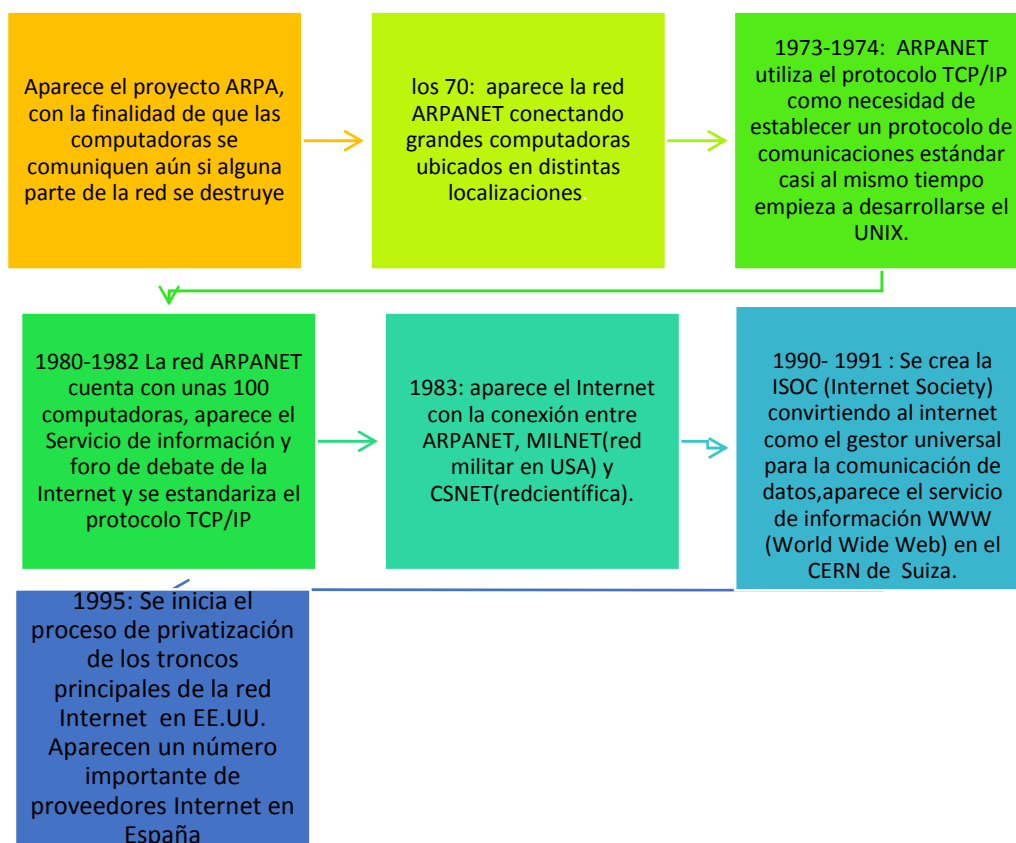 Aparece el proyecto ARPA,
con la finalidad de que las
computadoras se
comuniquen aún si alguna
parte de la red se destruye
los 70: aparece la red
ARPANET conectando
grandes computadoras
ubicados en distintas
localizaciones.
1973-1974: ARPANET
utiliza el protocolo TCP/IP
como necesidad de
establecer un protocolo de
comunicaciones estándar
casi al mismo tiempo
empieza a desarrollarse el
UNIX.
1980-1982 La red ARPANET
cuenta con unas 100
computadoras, aparece el
Servicio de información y
foro de debate de la
Internet y se estandariza el
protocolo TCP/IP
1983: aparece el Internet
con la conexión entre
ARPANET, MILNET(red
militar en USA) y
CSNET(redcientífica).
1990- 1991 : Se crea la
ISOC (Internet Society)
convirtiendo al internet
como el gestor universal
para la comunicación de
datos,aparece el servicio
de información WWW
(World Wide Web) en el
CERN de Suiza.
1995: Se inicia el
proceso de privatización
de los troncos
principales de la red
Internet en EE.UU.
Aparecen un número
importante de
proveedores Internet en
España